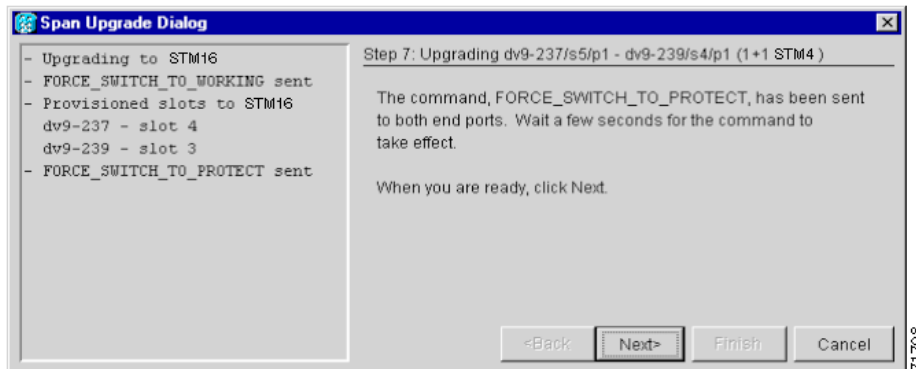 Span Upgrade Dialog
- Upgrading to STM16
- FORCE_SWITCH_TO_WORKING sent
- Provisioned slots to STM16
dv9-237 - slot 4
dv9-239 - slot 3
- FORCE_SWITCH_TO_PROTECT sent
Step 7: Upgrading dv9-237/s5/p1 - dv9-239/s4/p1 (1+1 STM4 )
The command, FORCE_SWITCH_TO_PROTECT, has been sent
to both end ports. Wait a few seconds for the command to
take effect.
When you are ready, click Next.
<Back
Next>
Finish
Cancel